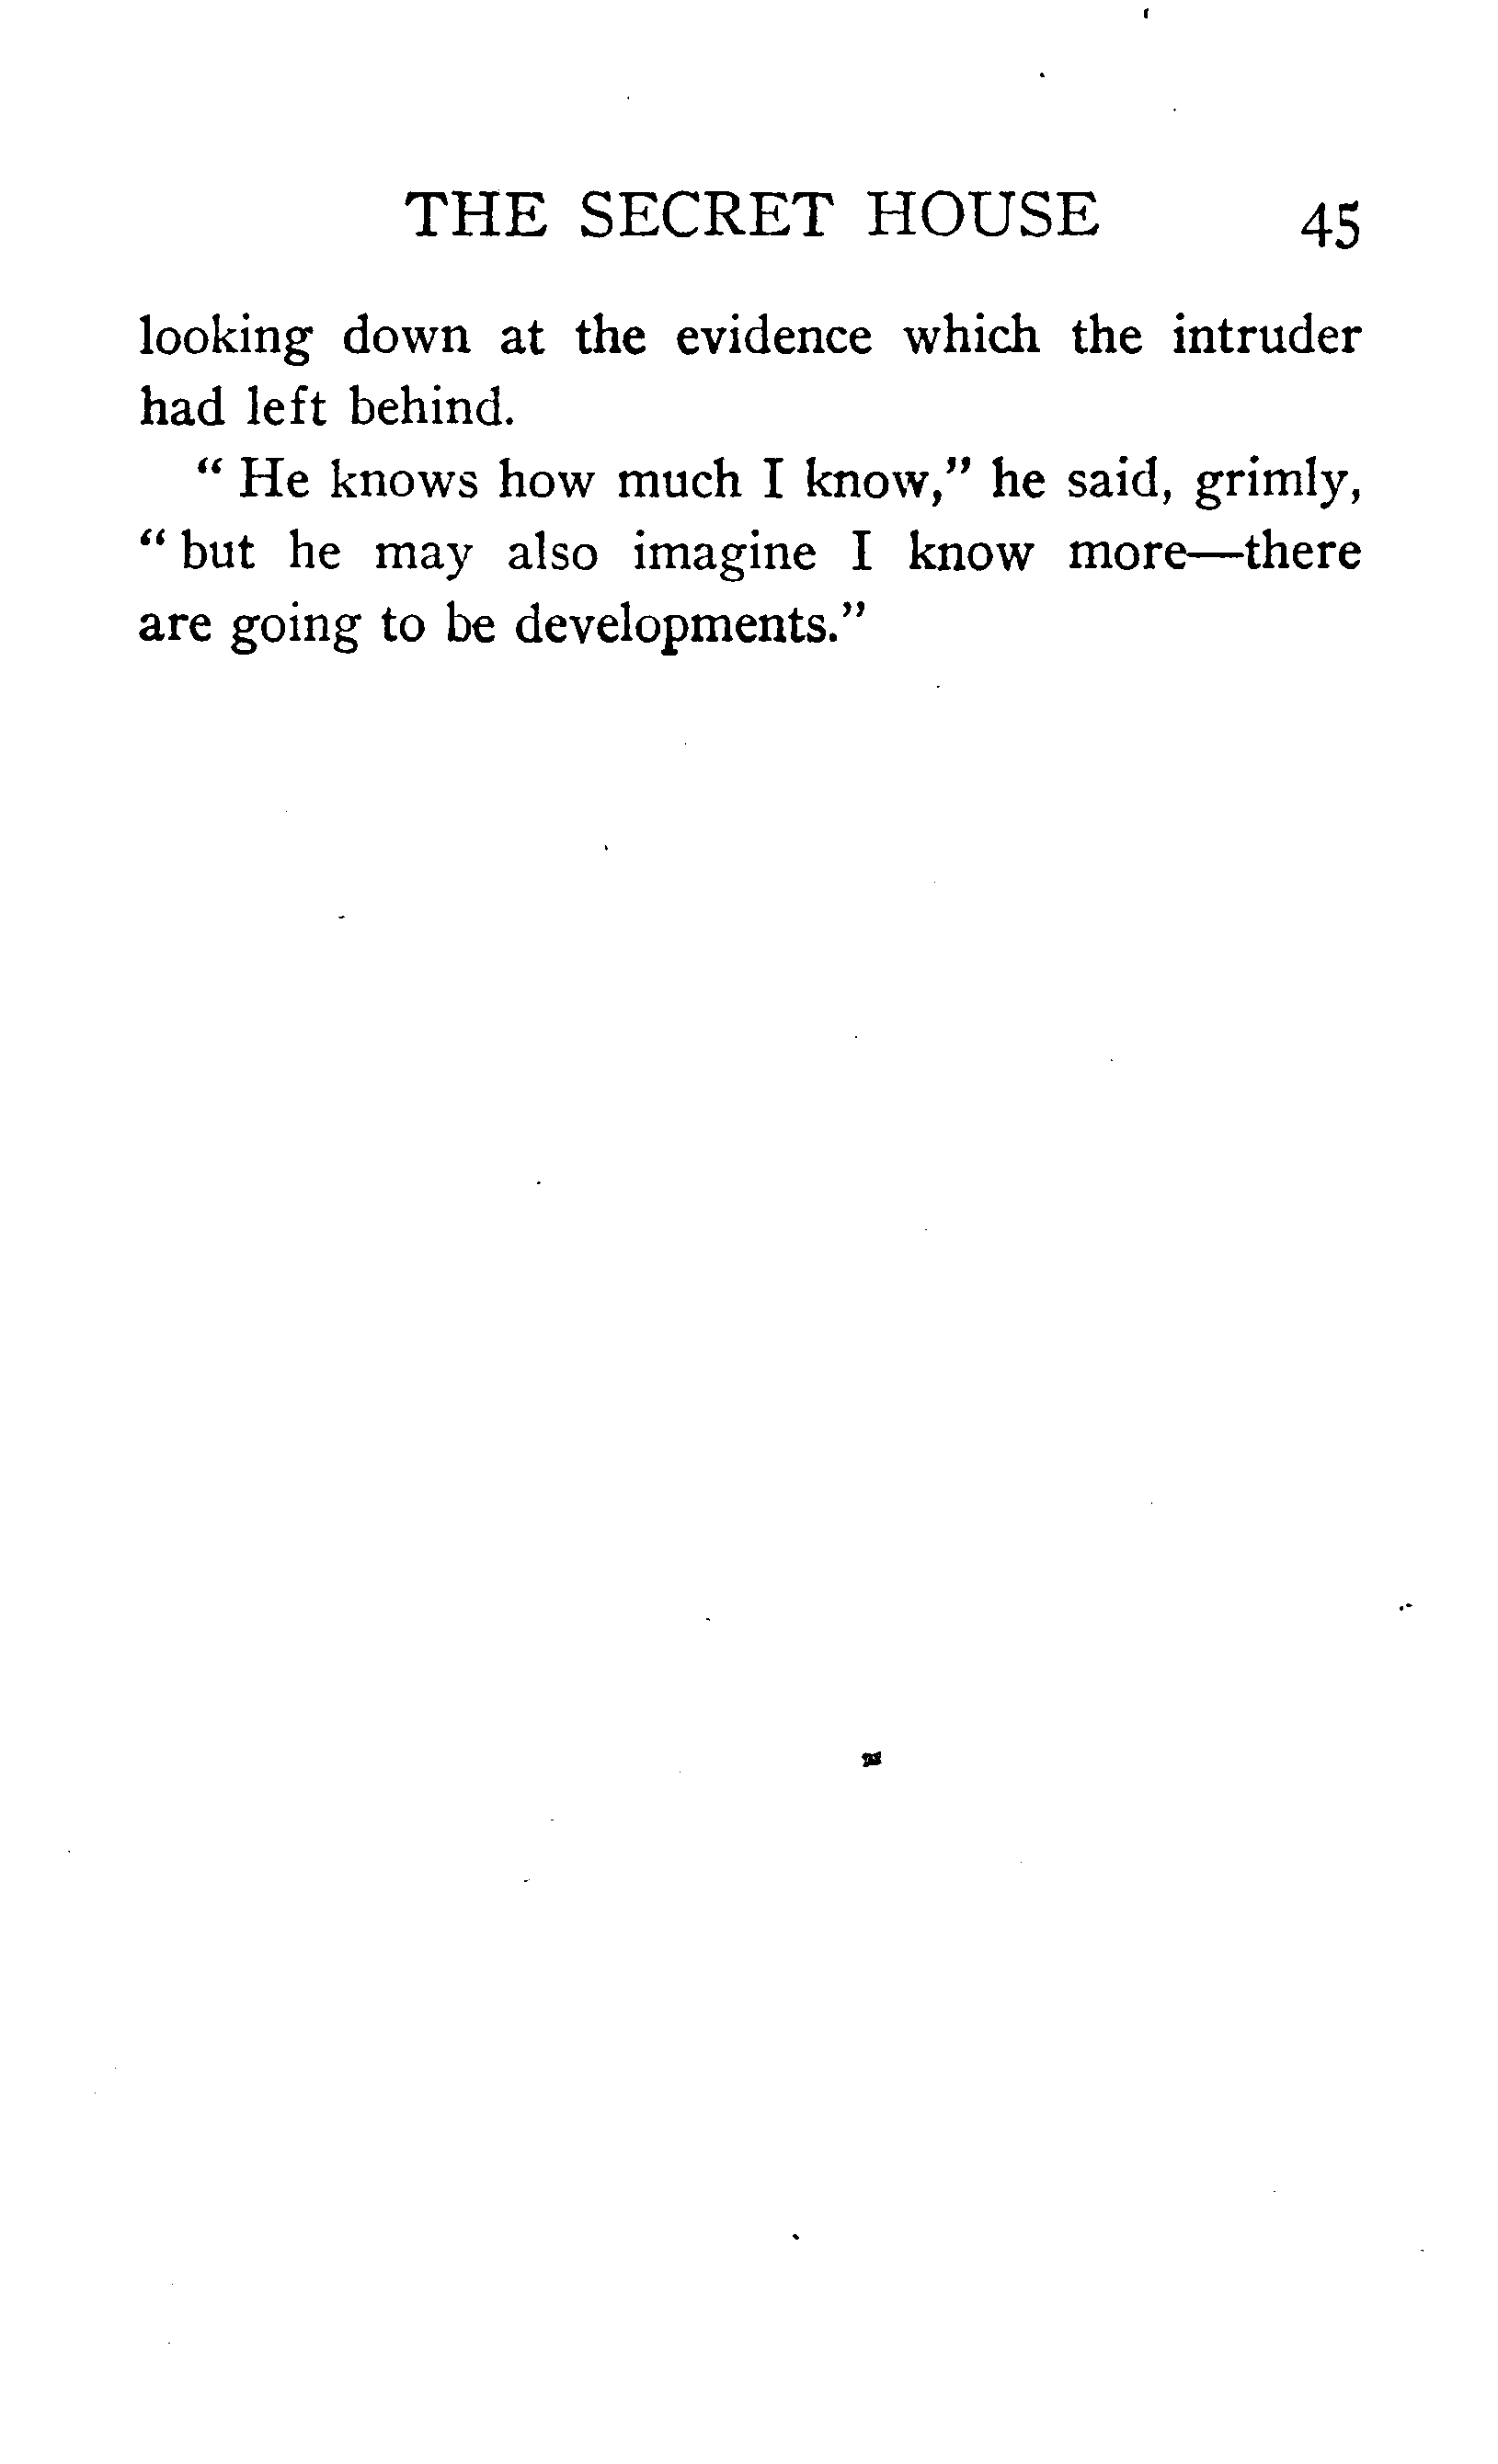 THE SECRET HOUSE 45
looking down at the evidence which the intruder
had left behind.
“ He knows how much I know,” he said, grimly,
“ but he may also imagine I know more—there
are going to be developments.”